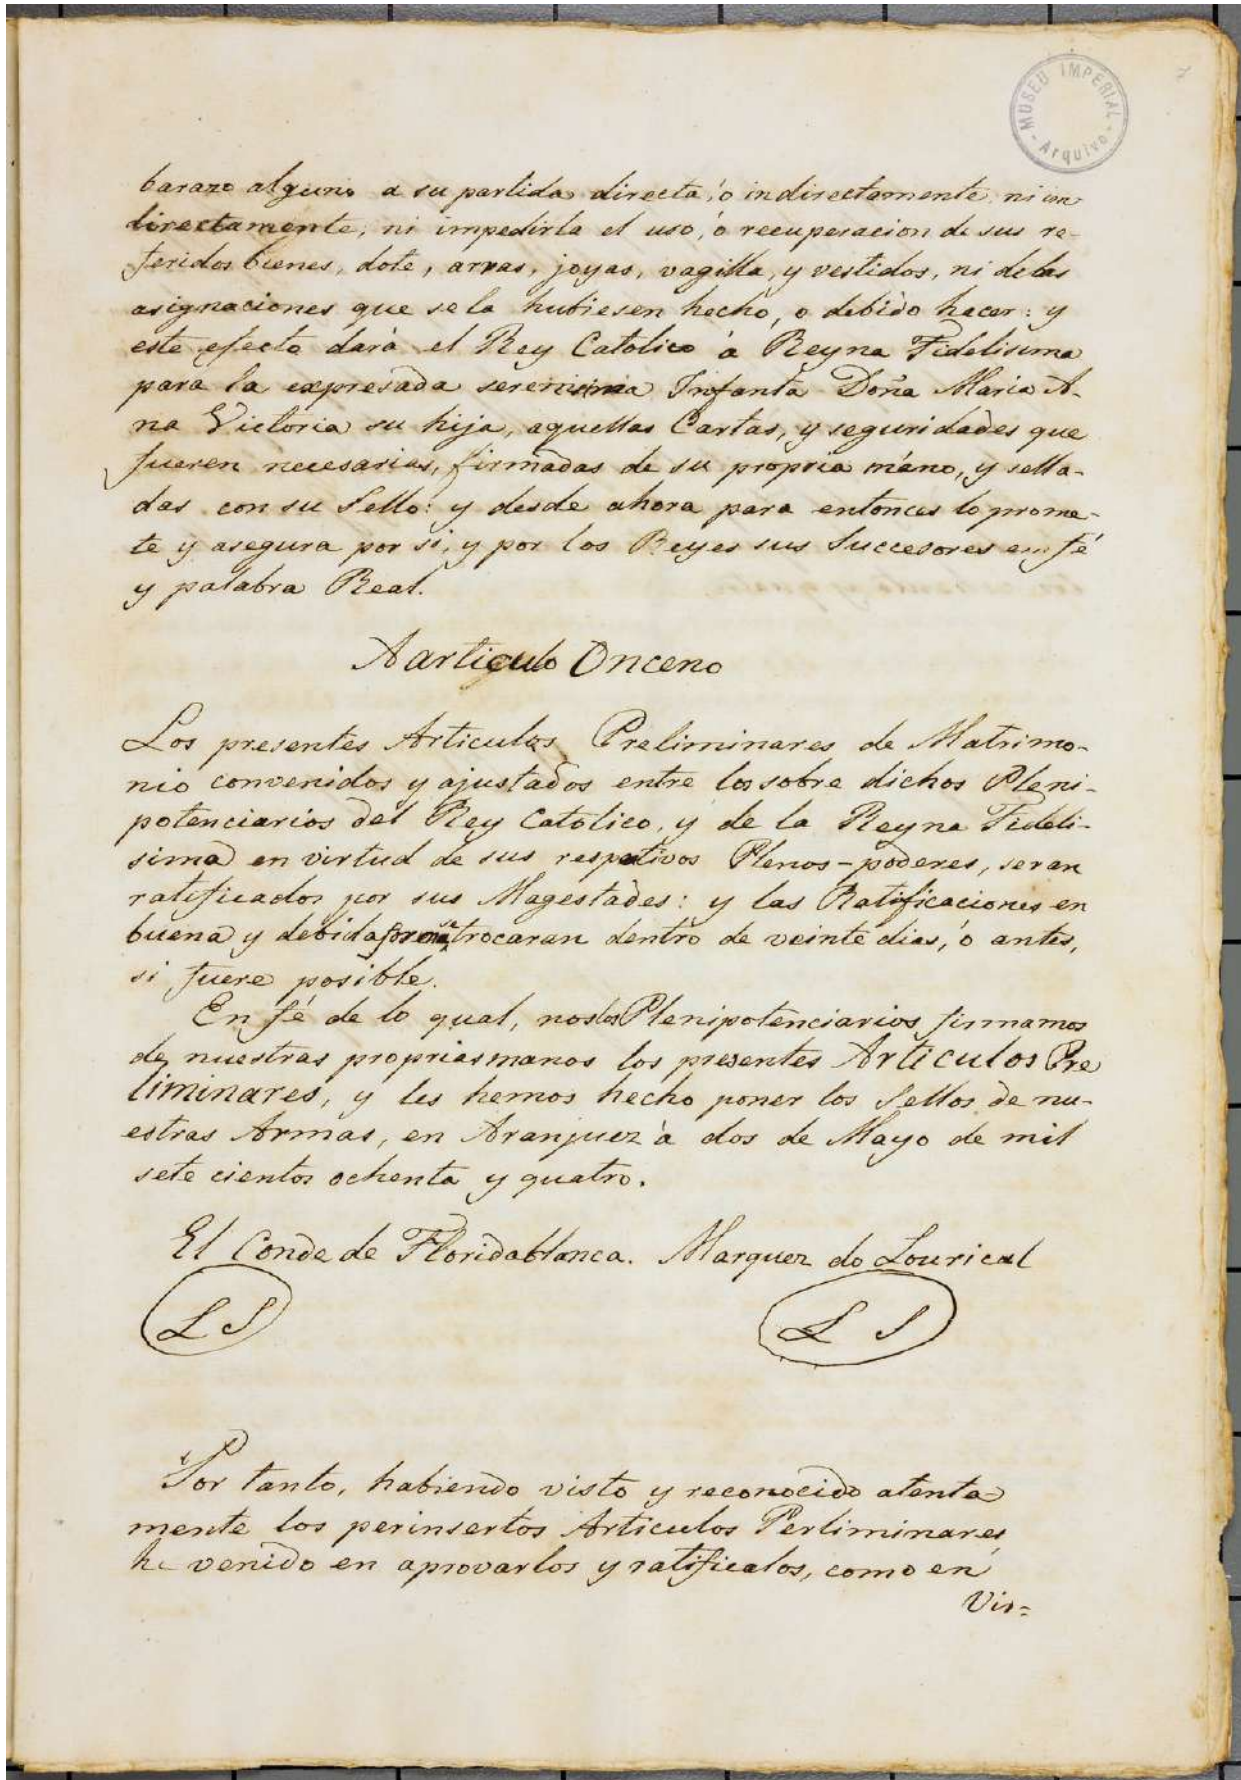 MUSEU IMPERIAL
- Arquivo -
7
barazo alguno a su partida directa, ó indirectamente, ni in
directamente, ni impedirla el uso, ó recuperacion de sus re-
feridos bienes, dote, arras, joyas, vagilla, y vestidos, ni de las
asignaciones que se la hubiesen hecho, o debido hacer: y
este efecto dará el Rey Catolico á Reyna Fidelisima
para la expresada serenisima Infanta Doña Maria A-
na Victoria su hija, aquellas Cartas, y seguridades que
fueren necesarias, firmadas de su propria máno, y sella-
das con su Sello: y desde ahora para entonces lo prome-
te y asegura por si, y por los Reyes sus Succesores en fé
y palabra Real.
Aarticulo Onceno
Los presentes Articulos Preliminares de Matrimo-
nio convenidos y ajustados entre los sobre dichos Pleni-
potenciarios del Rey Catolico, y de la Reyna Fideli-
sima en virtud de sus respetivos Plenos-poderes, seran
ratificados por sus Magestades: y las Ratificaciones en
buena y debida forma se trocaran dentro de veinte dias, ó antes,
si fuere posible.
En fé de lo qual, nos los Plenipotenciarios firmamos
de nuestras proprias manos los presentes Articulos Pre
liminares, y les hemos hecho poner los Sellos de nu-
estras Armas, en Aranjuez á dos de Mayo de mil
sete cientos ochenta y quatro.
El Conde de Floridablanca. Marquez do Lourical
L S L S
Por tanto, habiendo visto y reconocido atenta
mente los perinsertos Articulos Perliminares
he venido en aprovarlos y ratificalos, como en
Vir=